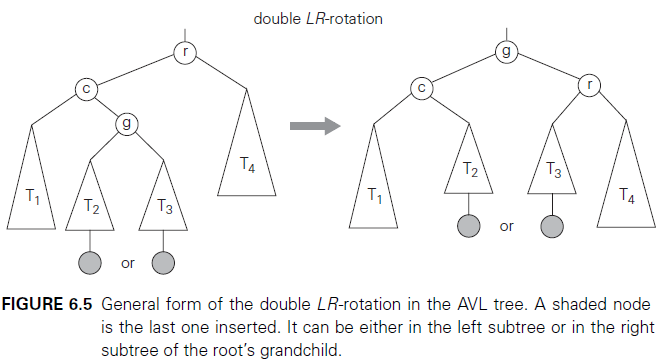 double LR-rotation
r
g
c
c
r
g
T4
T2
T3
T1
T2
T3
T1
T4
or
or
FIGURE 6.5 General form of the double LR-rotation in the AVL tree. A shaded node
is the last one inserted. It can be either in the left subtree or in the right
subtree of the root's grandchild.